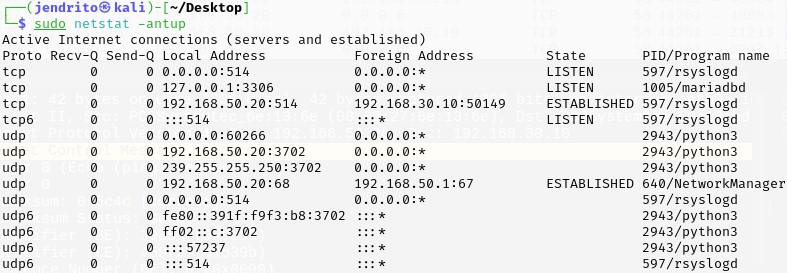 (jendrito㉿kali)-[~/Desktop]
$ sudo netstat -antup
Active Internet connections (servers and established)
Proto Recv-Q Send-Q Local Address           Foreign Address         State       PID/Program name
tcp        0      0 0.0.0.0:514             0.0.0.0:*               LISTEN      597/rsyslogd
tcp        0      0 127.0.0.1:3306          0.0.0.0:*               LISTEN      1005/mariadbd
tcp        0      0 192.168.50.20:514       192.168.30.10:50149     ESTABLISHED 597/rsyslogd
tcp6       0      0 :::514                  :::*                    LISTEN      597/rsyslogd
udp        0      0 0.0.0.0:60266           0.0.0.0:*                           2943/python3
udp        0      0 192.168.50.20:3702      0.0.0.0:*                           2943/python3
udp        0      0 239.255.255.250:3702    0.0.0.0:*                           2943/python3
udp        0      0 192.168.50.20:68        192.168.50.1:67         ESTABLISHED 640/NetworkManager
udp        0      0 0.0.0.0:514             0.0.0.0:*                           597/rsyslogd
udp6       0      0 fe80::391f:f9f3:b8:3702 :::*                                2943/python3
udp6       0      0 ff02::c:3702            :::*                                2943/python3
udp6       0      0 :::57237                :::*                                2943/python3
udp6       0      0 :::514                  :::*                                597/rsyslogd